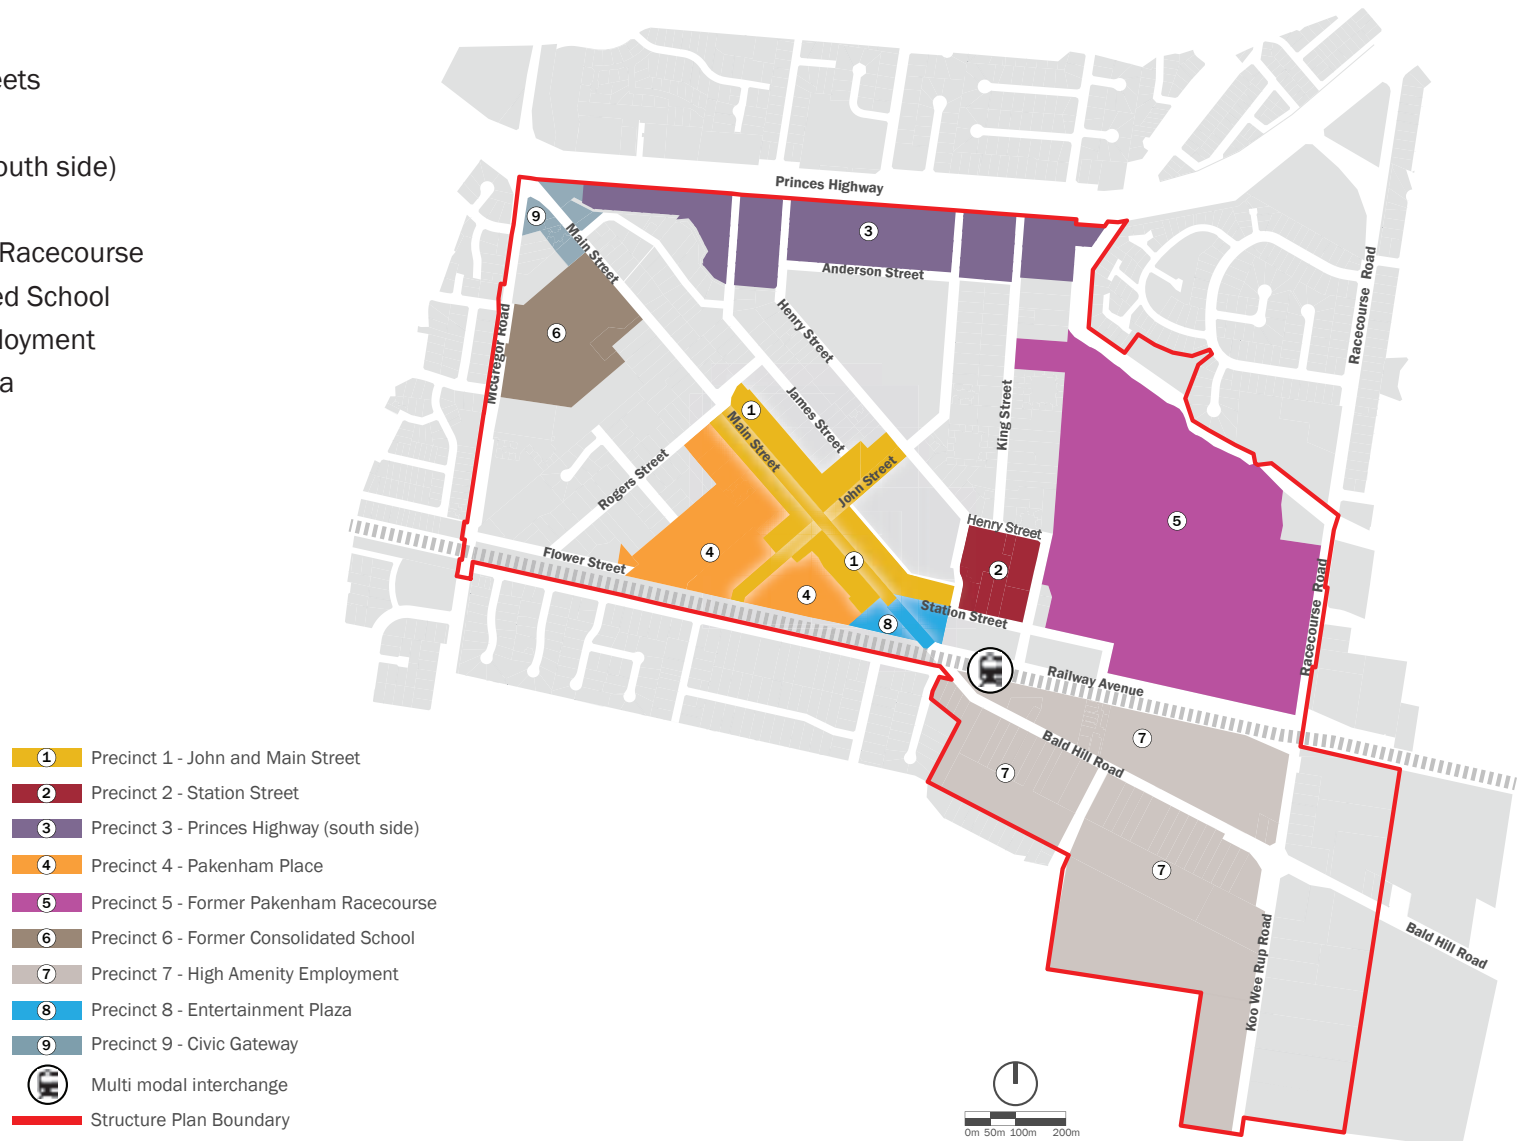 eets
outh side)
Racecourse
ed School
loyment
a
Princes Highway
9
Main Street
3
Anderson Street
Racecourse Road
McGregor Road
6
Henry Street
James Street
King Street
1
Main Street
John Street
Rogers Street
5
Henry Street
Flower Street
4
1
2
4
8
Station Street
Racecourse Road
Railway Avenue
7
Bald Hill Road
7
7
Koo Wee Rup Road
Bald Hill Road
1 Precinct 1 - John and Main Street
2 Precinct 2 - Station Street
3 Precinct 3 - Princes Highway (south side)
4 Precinct 4 - Pakenham Place
5 Precinct 5 - Former Pakenham Racecourse
6 Precinct 6 - Former Consolidated School
7 Precinct 7 - High Amenity Employment
8 Precinct 8 - Entertainment Plaza
9 Precinct 9 - Civic Gateway
Multi modal interchange
Structure Plan Boundary
0m 50m 100m 200m